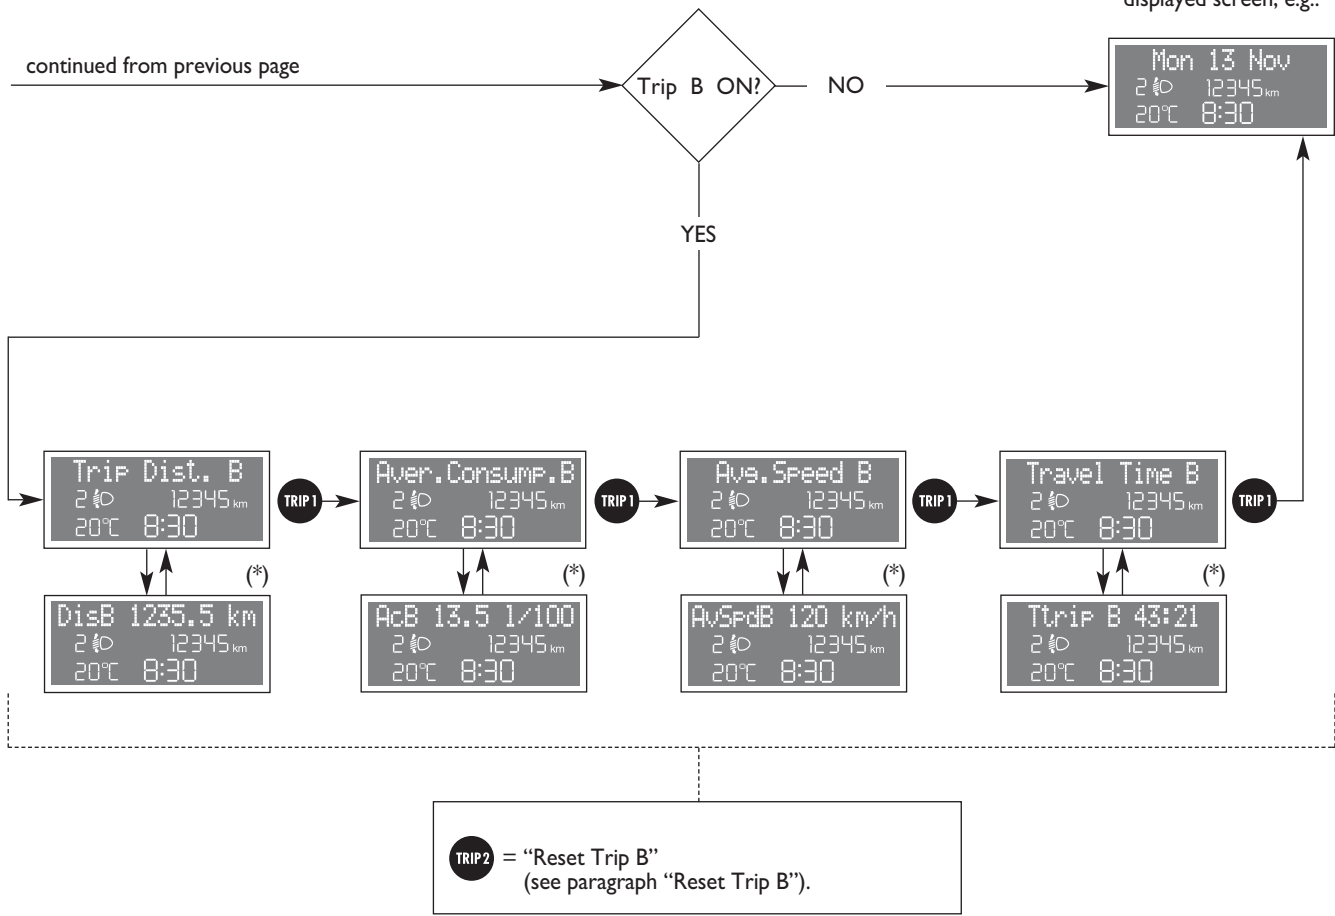 displayed screen, e.g.:
continued from previous page
Trip B ON?
NO
Mon 13 Nov
2 12345 km
20°C 8:30
YES
Trip Dist. B
2 12345 km
20°C 8:30
TRIP 1
Aver.Consump.B
2 12345 km
20°C 8:30
TRIP 1
Avg.Speed B
2 12345 km
20°C 8:30
TRIP 1
Travel Time B
2 12345 km
20°C 8:30
TRIP 1
(*)
(*)
(*)
(*)
DisB 1235.5 km
2 12345 km
20°C 8:30
AcB 13.5 l/100
2 12345 km
20°C 8:30
AvSpdB 120 km/h
2 12345 km
20°C 8:30
Ttrip B 43:21
2 12345 km
20°C 8:30
TRIP 2 = “Reset Trip B”
(see paragraph “Reset Trip B”).